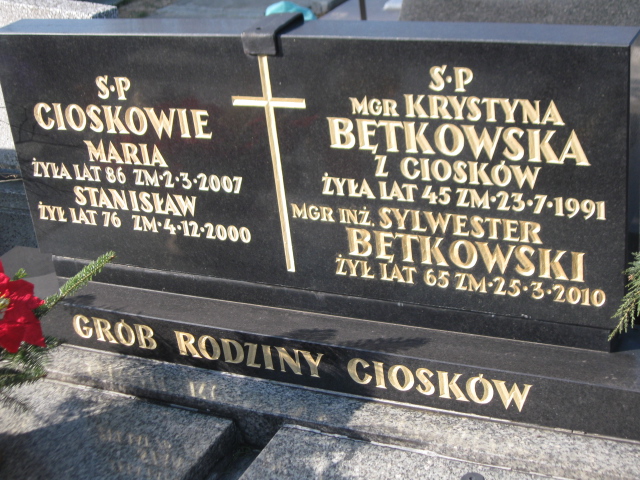 S.P
CIOSKOWIE
MARIA
ŻYŁA LAT 86 ZM·2·3·2007
STANISŁAW
ŻYŁ LAT 76 ZM·4·12·2000
S·P
MGR KRYSTYNA
BĘTKOWSKA
Z CIOSKÓW
ŻYŁA LAT 45 ZM·23·7·1991
MGR INŻ. SYLWESTER
BĘTKOWSKI
ŻYŁ LAT 65 ZM·25·3·2010
GRÓB RODZINY CIOSKÓW